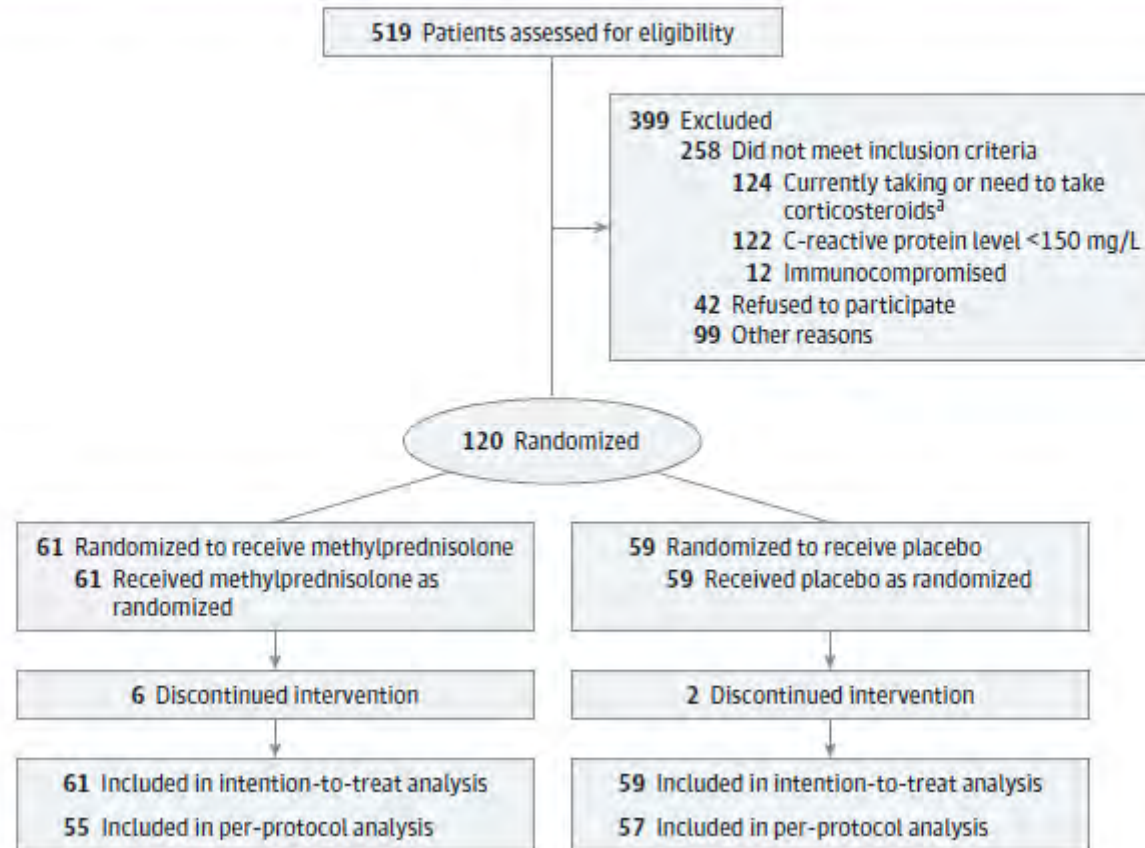 519 Patients assessed for eligibility
399 Excluded
258 Did not meet inclusion criteria
124 Currently taking or need to take
corticosteroidsᵃ
122 C-reactive protein level <150 mg/L
12 Immunocompromised
42 Refused to participate
99 Other reasons
120 Randomized
61 Randomized to receive methylprednisolone
61 Received methylprednisolone as
randomized
59 Randomized to receive placebo
59 Received placebo as randomized
6 Discontinued intervention
2 Discontinued intervention
61 Included in intention-to-treat analysis
55 Included in per-protocol analysis
59 Included in intention-to-treat analysis
57 Included in per-protocol analysis